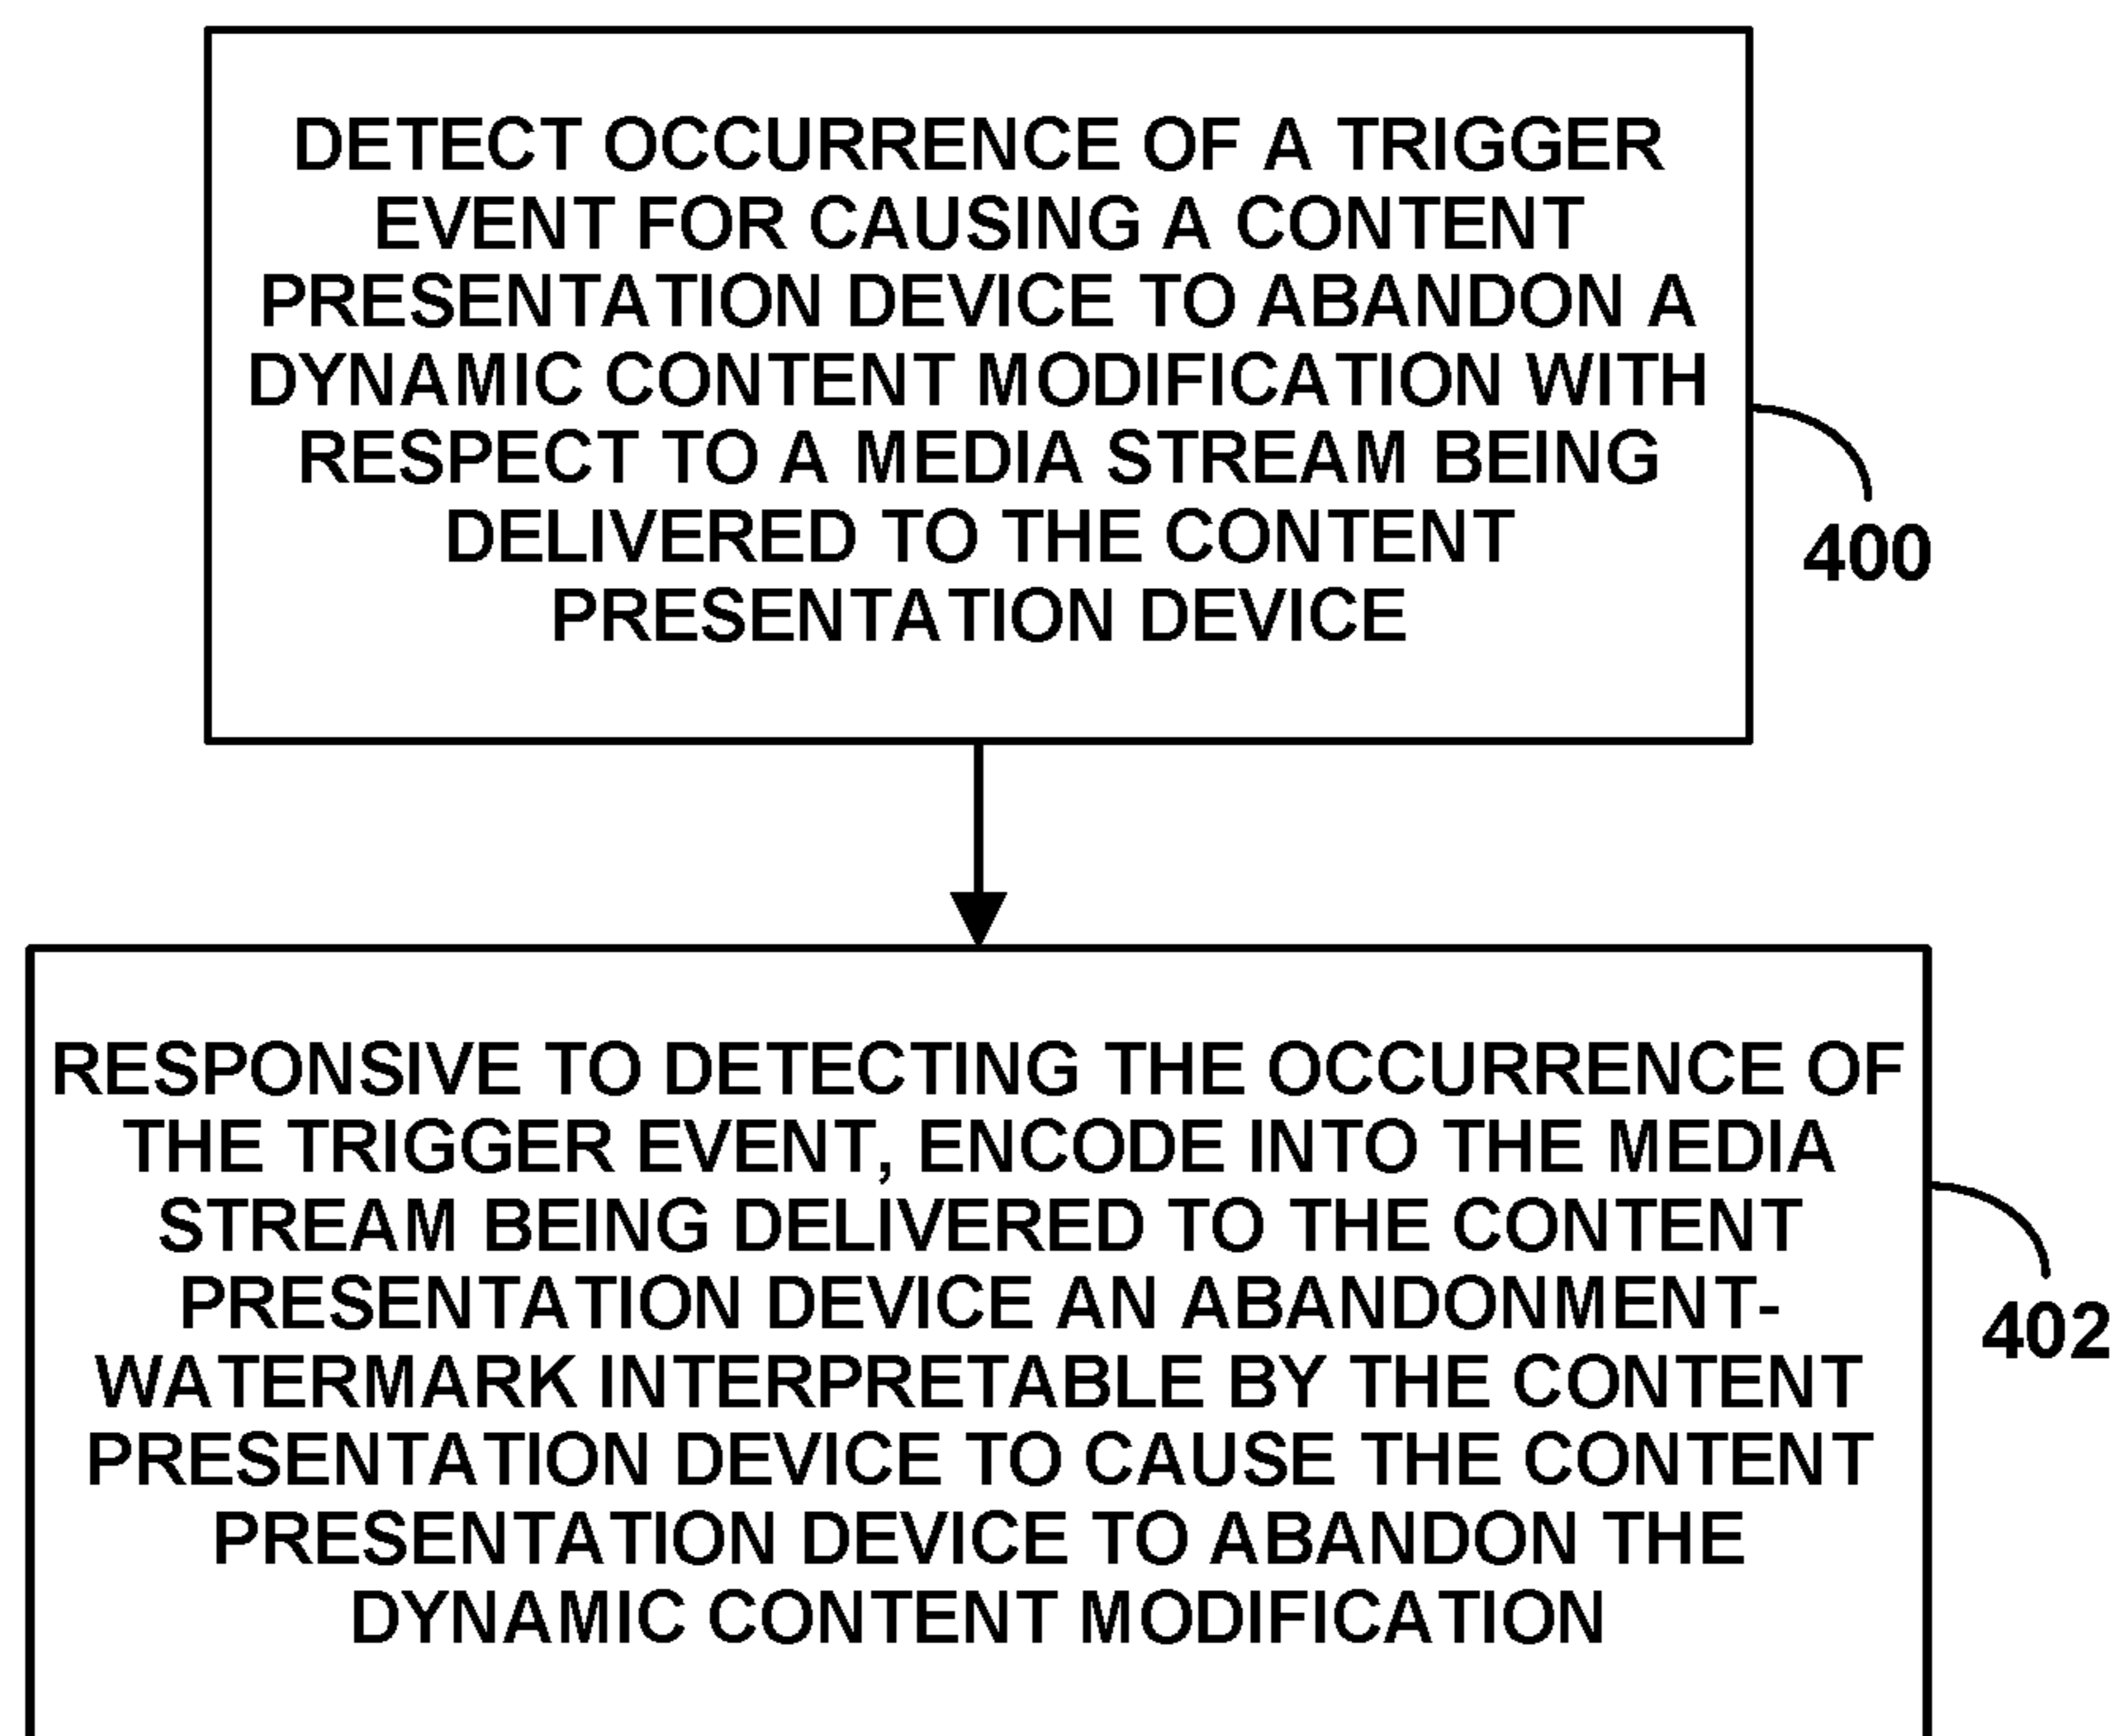 DETECT OCCURRENCE OF A TRIGGER
EVENT FOR CAUSING A CONTENT
PRESENTATION DEVICE TO ABANDON A
DYNAMIC CONTENT MODIFICATION WITH
RESPECT TO A MEDIA STREAM BEING
DELIVERED TO THE CONTENT
PRESENTATION DEVICE
400
RESPONSIVE TO DETECTING THE OCCURRENCE OF
THE TRIGGER EVENT, ENCODE INTO THE MEDIA
STREAM BEING DELIVERED TO THE CONTENT
PRESENTATION DEVICE AN ABANDONMENT-
WATERMARK INTERPRETABLE BY THE CONTENT
PRESENTATION DEVICE TO CAUSE THE CONTENT
PRESENTATION DEVICE TO ABANDON THE
DYNAMIC CONTENT MODIFICATION
402